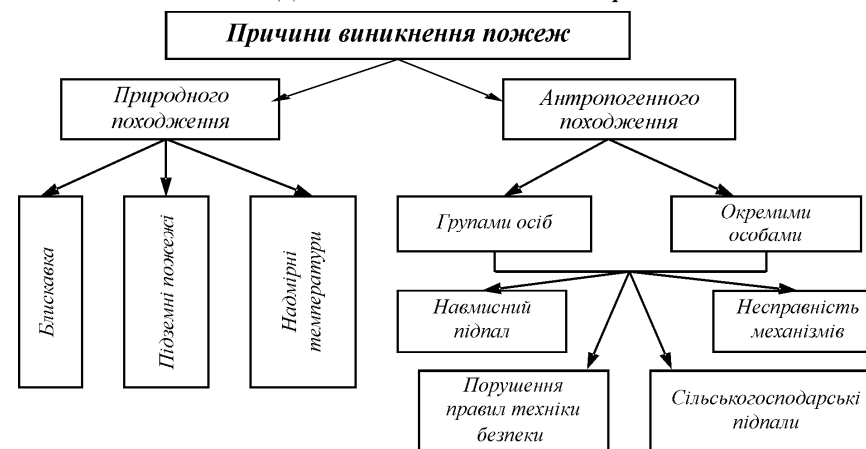 Причини виникнення пожеж
Природного
походження
Антропогенного
походження
Блискавка
Підземні пожежі
Надмірні
температури
Групами осіб
Окремими
особами
Навмисний
підпал
Несправність
механізмів
Порушення
правил техніки
безпеки
Сільськогосподарські
підпали